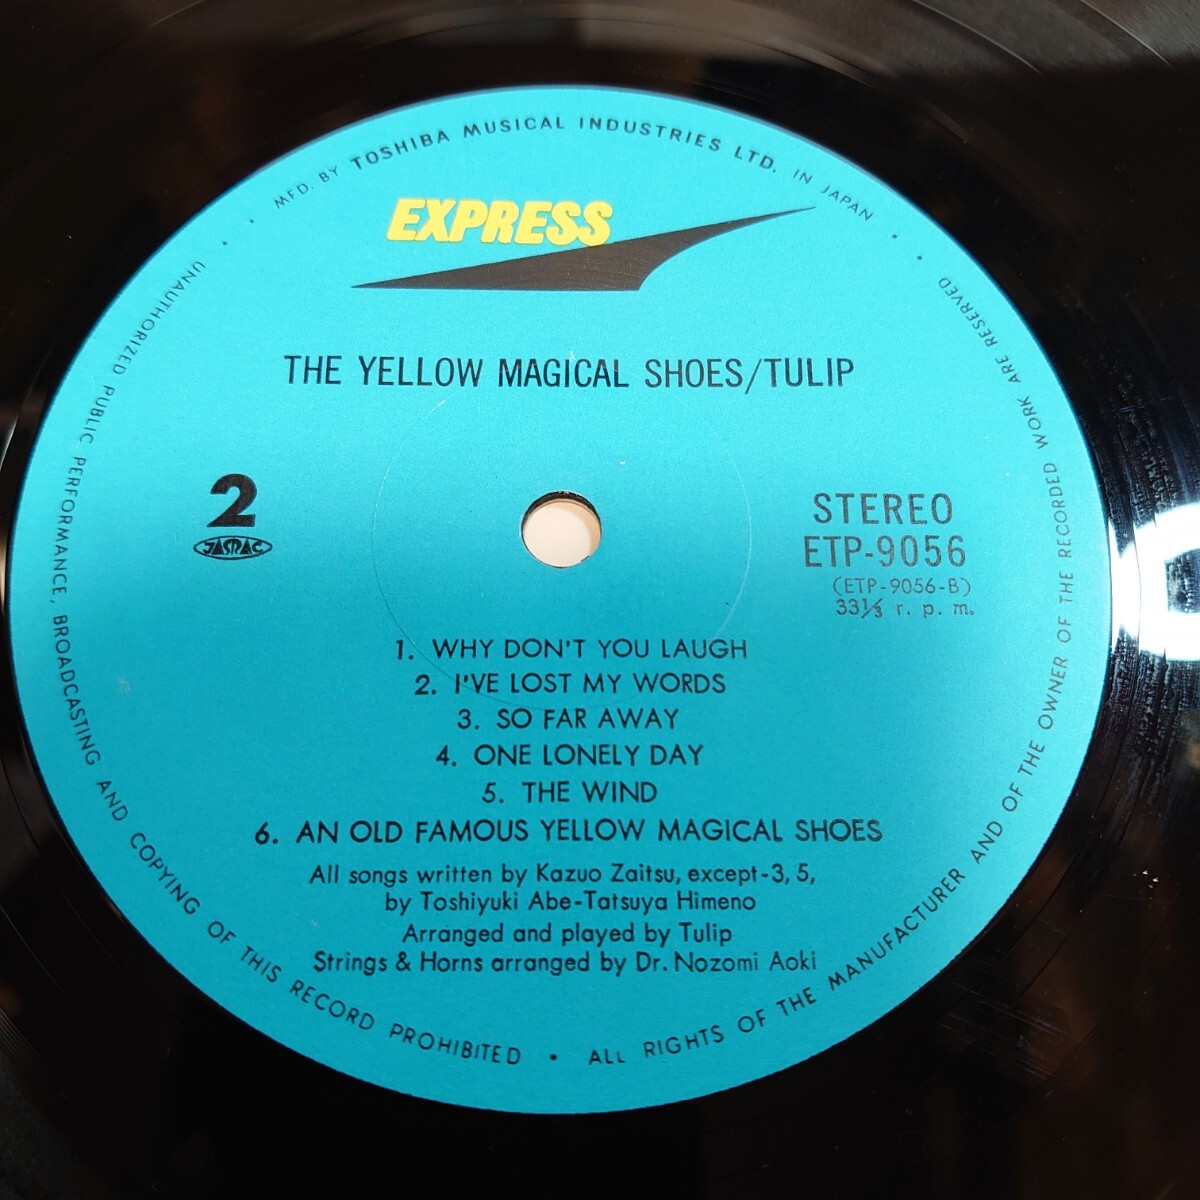 MFD. BY TOSHIBA MUSICAL INDUSTRIES LTD. IN JAPAN
EXPRESS
THE YELLOW MAGICAL SHOES/TULIP
2
JASRAC
STEREO
ETP-9056
(ETP-9056-B)
33⅓ r. p. m.
1. WHY DON'T YOU LAUGH
2. I'VE LOST MY WORDS
3. SO FAR AWAY
4. ONE LONELY DAY
5. THE WIND
6. AN OLD FAMOUS YELLOW MAGICAL SHOES
All songs written by Kazuo Zaitsu, except-3, 5,
by Toshiyuki Abe-Tatsuya Himeno
Arranged and played by Tulip
Strings & Horns arranged by Dr. Nozomi Aoki
UNAUTHORIZED PUBLIC PERFORMANCE, BROADCASTING AND COPYING OF THIS RECORD PROHIBITED • ALL RIGHTS OF THE MANUFACTURER AND OF THE OWNER OF THE RECORDED WORK ARE RESERVED